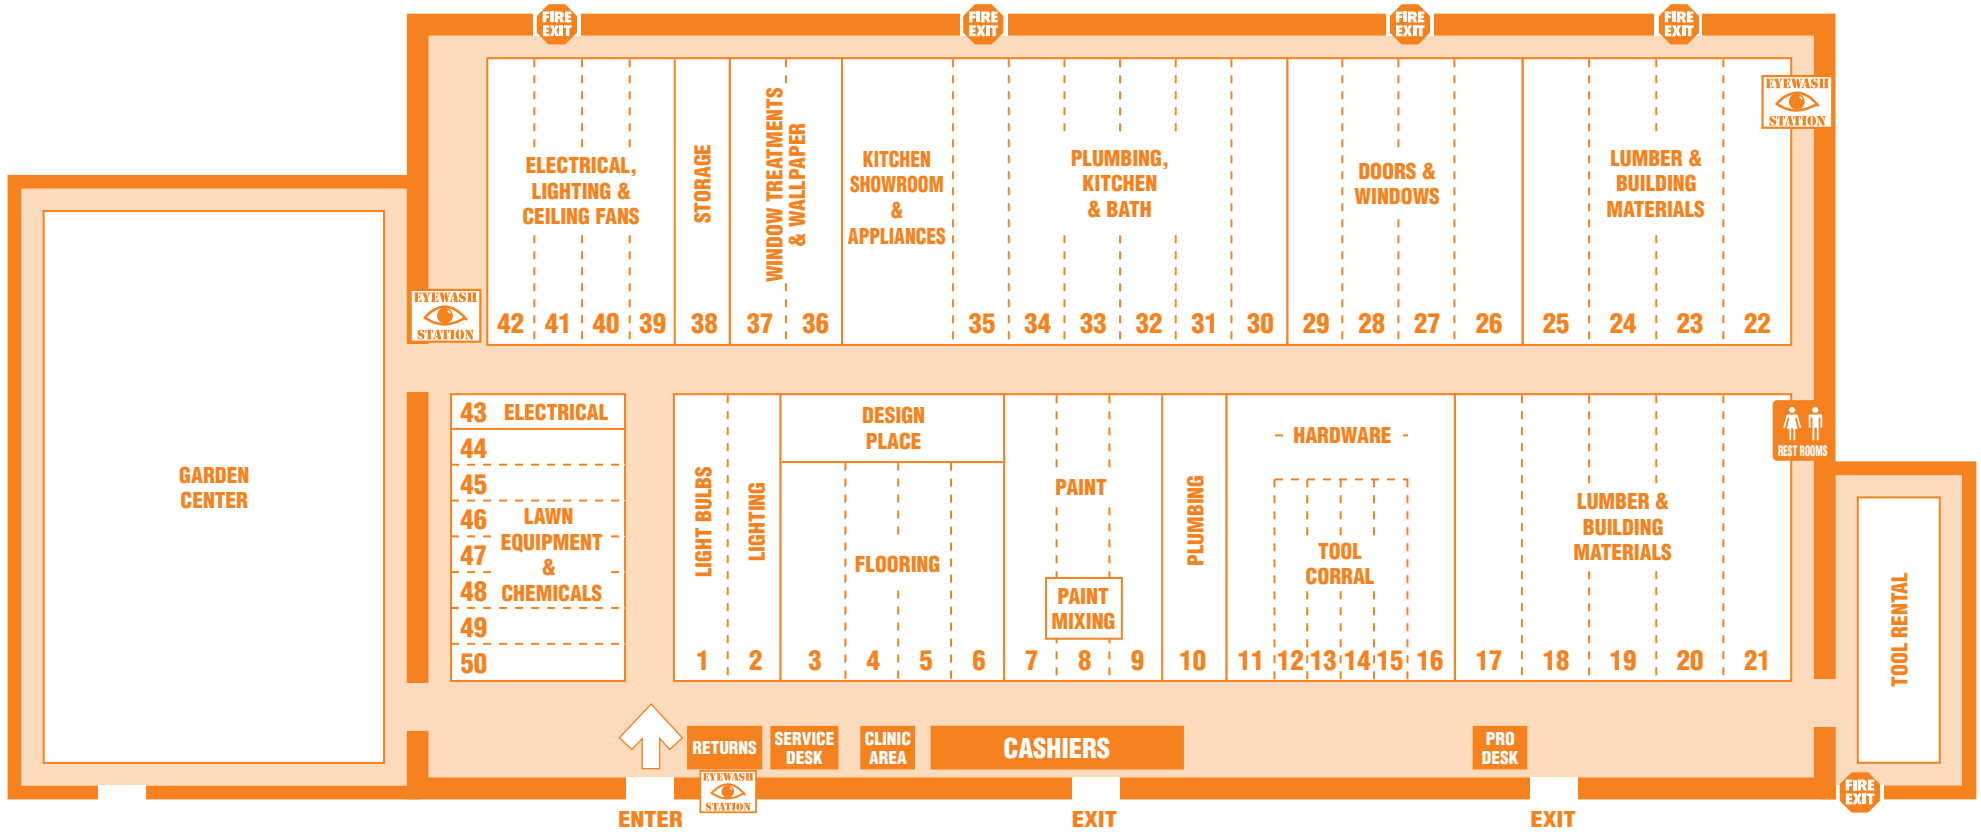 FIRE
EXIT
FIRE
EXIT
FIRE
EXIT
FIRE
EXIT
EYEWASH
STATION
ELECTRICAL,
LIGHTING &
CEILING FANS
STORAGE
WINDOW TREATMENTS
& WALLPAPER
KITCHEN
SHOWROOM
&
APPLIANCES
PLUMBING,
KITCHEN
& BATH
DOORS &
WINDOWS
LUMBER &
BUILDING
MATERIALS
EYEWASH
STATION
42 41 40 39 38 37 36 35 34 33 32 31 30 29 28 27 26 25 24 23 22
43 ELECTRICAL
44
45
46
47
48
49
50
LAWN
EQUIPMENT
&
CHEMICALS
GARDEN
CENTER
LIGHT BULBS
LIGHTING
DESIGN
PLACE
FLOORING
PAINT
PAINT
MIXING
PLUMBING
HARDWARE
TOOL
CORRAL
LUMBER &
BUILDING
MATERIALS
REST ROOMS
TOOL RENTAL
1 2 3 4 5 6 7 8 9 10 11 12 13 14 15 16 17 18 19 20 21
RETURNS
SERVICE
DESK
CLINIC
AREA
CASHIERS
PRO
DESK
EYEWASH
STATION
FIRE
EXIT
ENTER
EXIT
EXIT